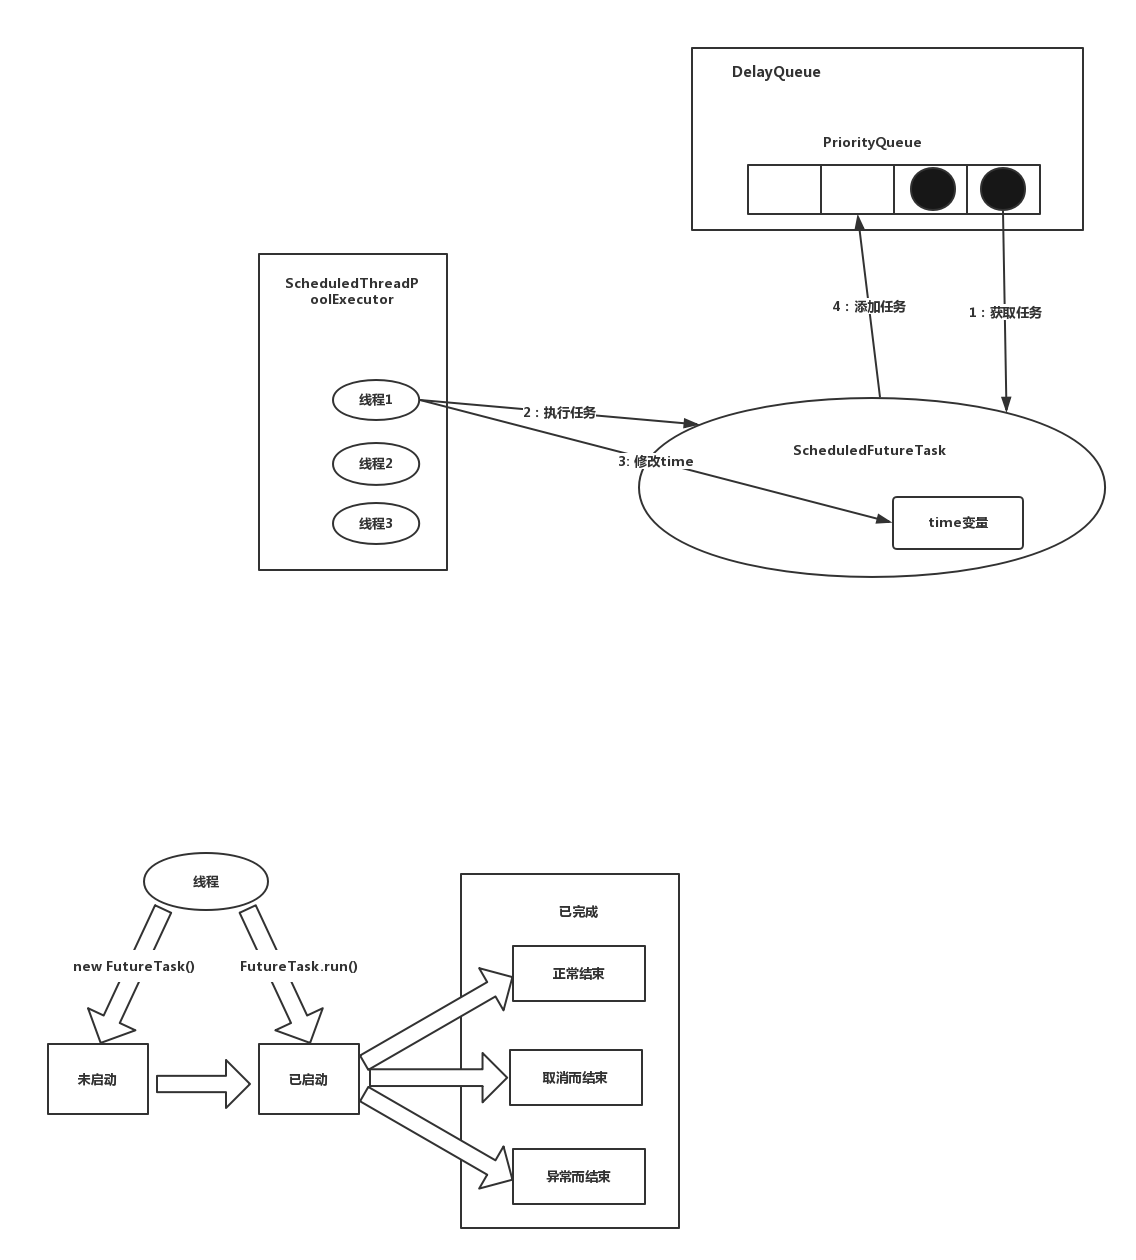 DelayQueue
PriorityQueue
ScheduledThreadP
oolExecutor
4：添加任务
1：获取任务
线程1
2：执行任务
线程2
3: 修改time
ScheduledFutureTask
线程3
time变量
线程
已完成
new FutureTask()
FutureTask.run()
正常结束
未启动
已启动
取消而结束
异常而结束